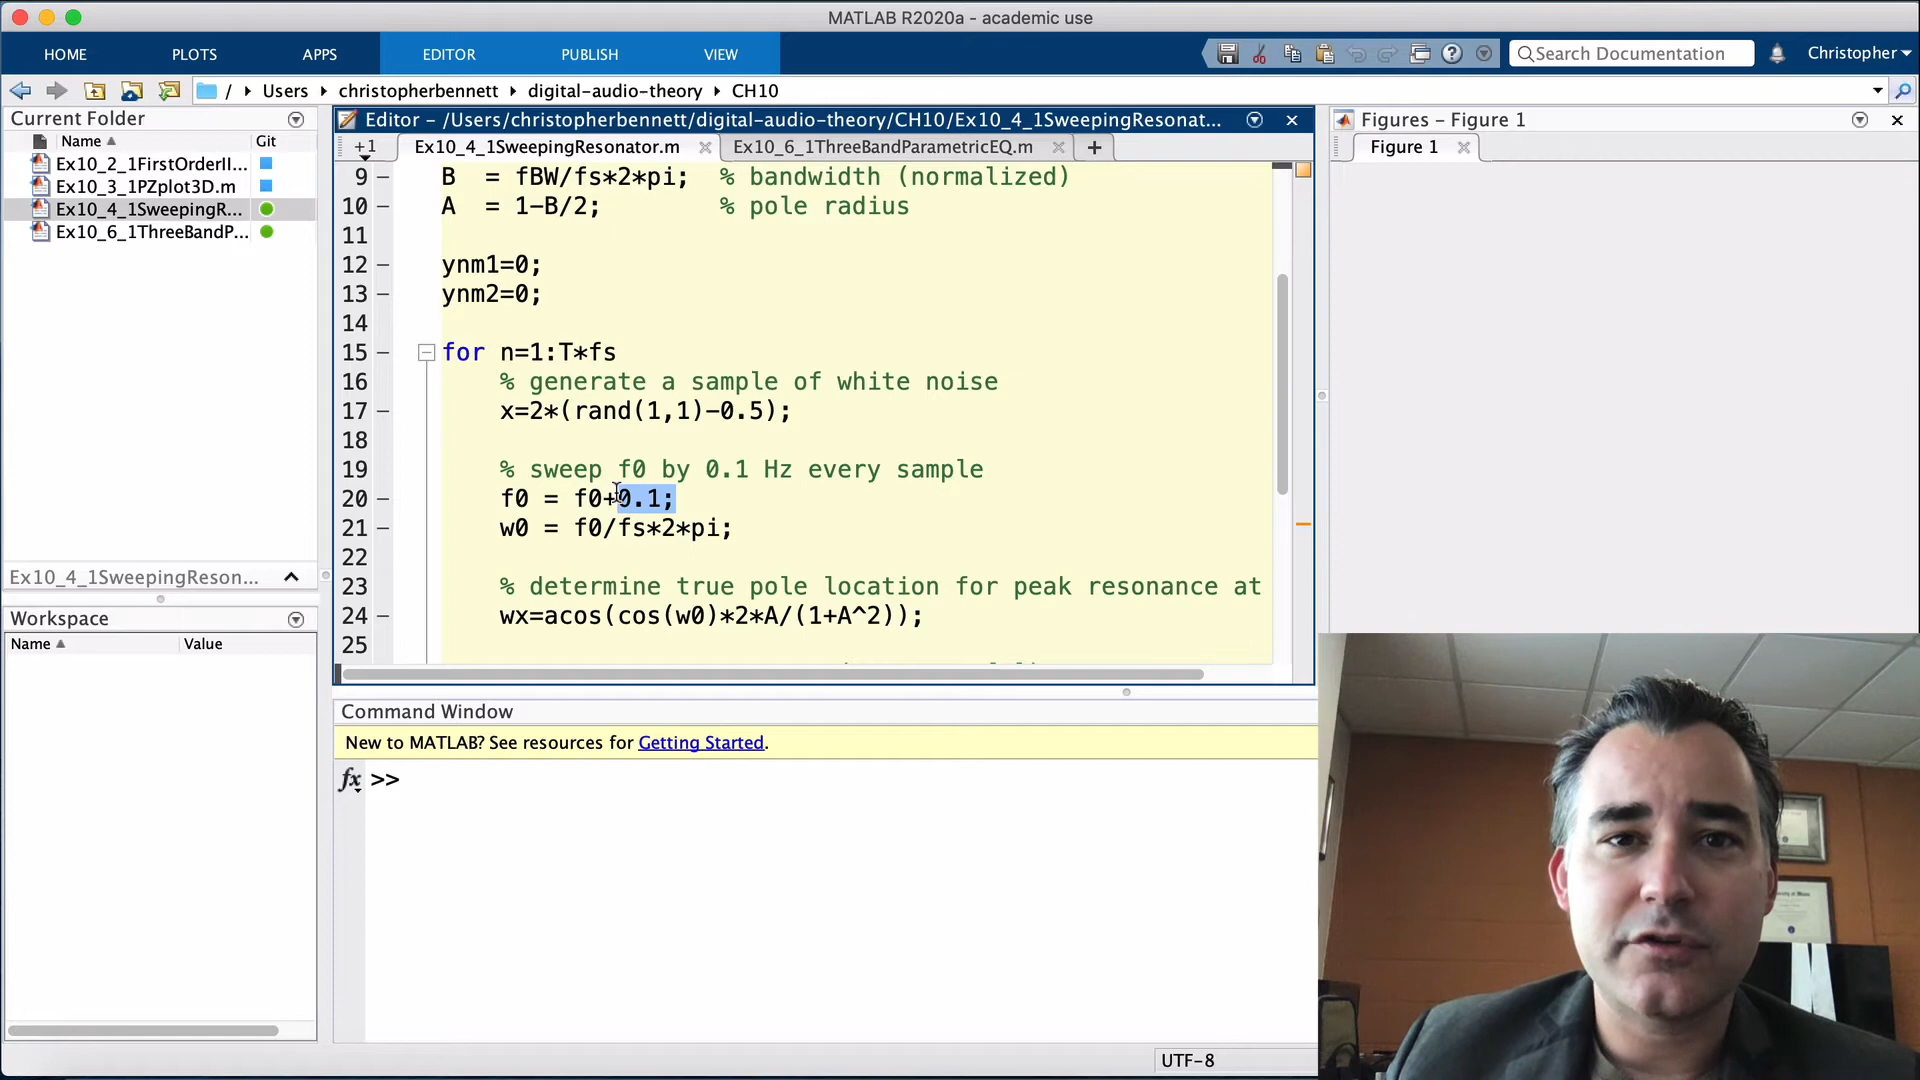 MATLAB R2020a - academic use
HOME PLOTS APPS EDITOR PUBLISH VIEW Search Documentation Christopher
/ Users christopherbennett digital-audio-theory CH10
Current Folder
Name Git
Ex10_2_1FirstOrderII...
Ex10_3_1PZplot3D.m
Ex10_4_1SweepingR...
Ex10_6_1ThreeBandP...
Ex10_4_1SweepingReson...
Workspace
Name Value
Editor - /Users/christopherbennett/digital-audio-theory/CH10/Ex10_4_1SweepingResonat...
+1 Ex10_4_1SweepingResonator.m Ex10_6_1ThreeBandParametricEQ.m +
9 - B = fBW/fs*2*pi; % bandwidth (normalized)
10 - A = 1-B/2; % pole radius
11
12 - ynm1=0;
13 - ynm2=0;
14
15 - for n=1:T*fs
16 % generate a sample of white noise
17 - x=2*(rand(1,1)-0.5);
18
19 % sweep f0 by 0.1 Hz every sample
20 - f0 = f0+0.1;
21 - w0 = f0/fs*2*pi;
22
23 % determine true pole location for peak resonance at
24 - wx=acos(cos(w0)*2*A/(1+A^2));
25
Command Window
New to MATLAB? See resources for Getting Started.
fx >>
Figures - Figure 1
Figure 1
UTF-8